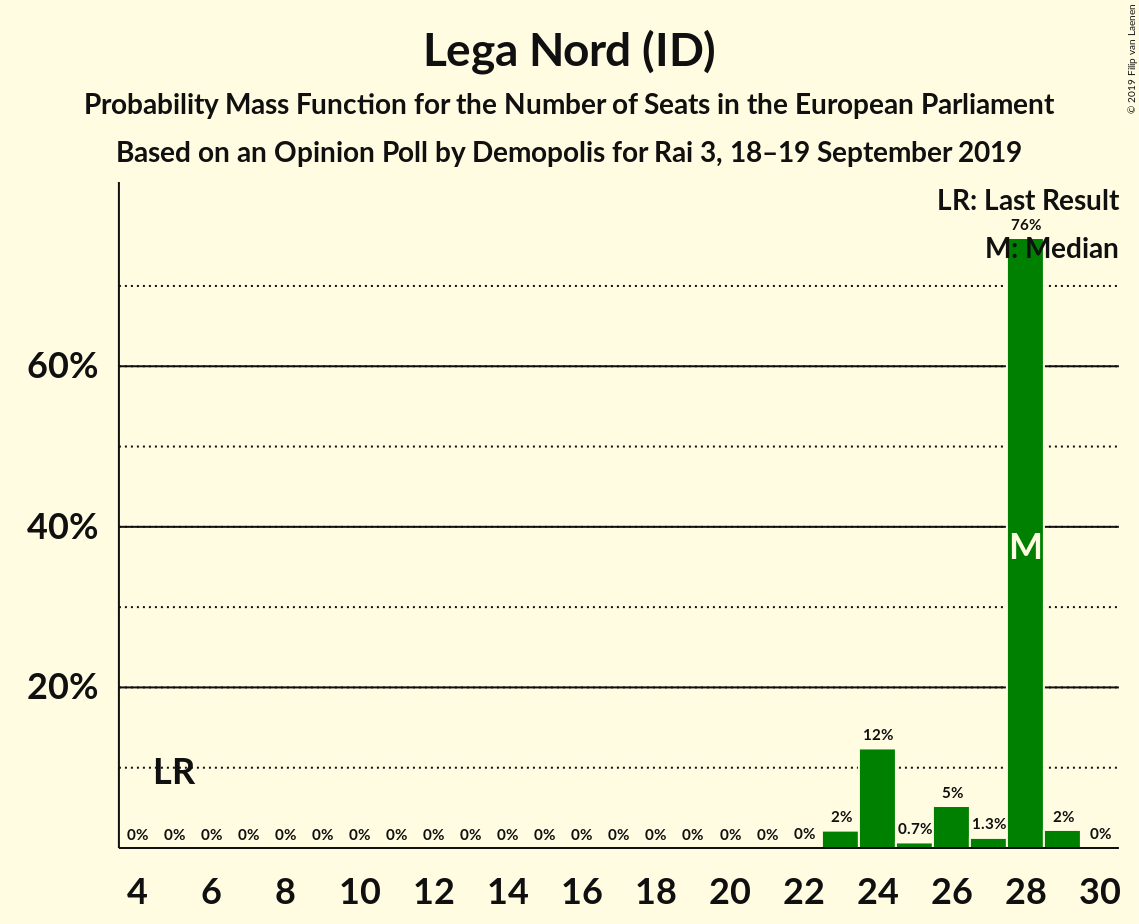 Lega Nord (ID)
Probability Mass Function for the Number of Seats in the European Parliament
Based on an Opinion Poll by Demopolis for Rai 3, 18–19 September 2019
© 2019 Filip van Laenen
LR: Last Result
M: Median
60%
40%
20%
LR
M
0% 0% 0% 0% 0% 0% 0% 0% 0% 0% 0% 0% 0% 0% 0% 0% 0% 0% 0% 2% 12% 0.7% 5% 1.3% 76% 2% 0%
4 6 8 10 12 14 16 18 20 22 24 26 28 30